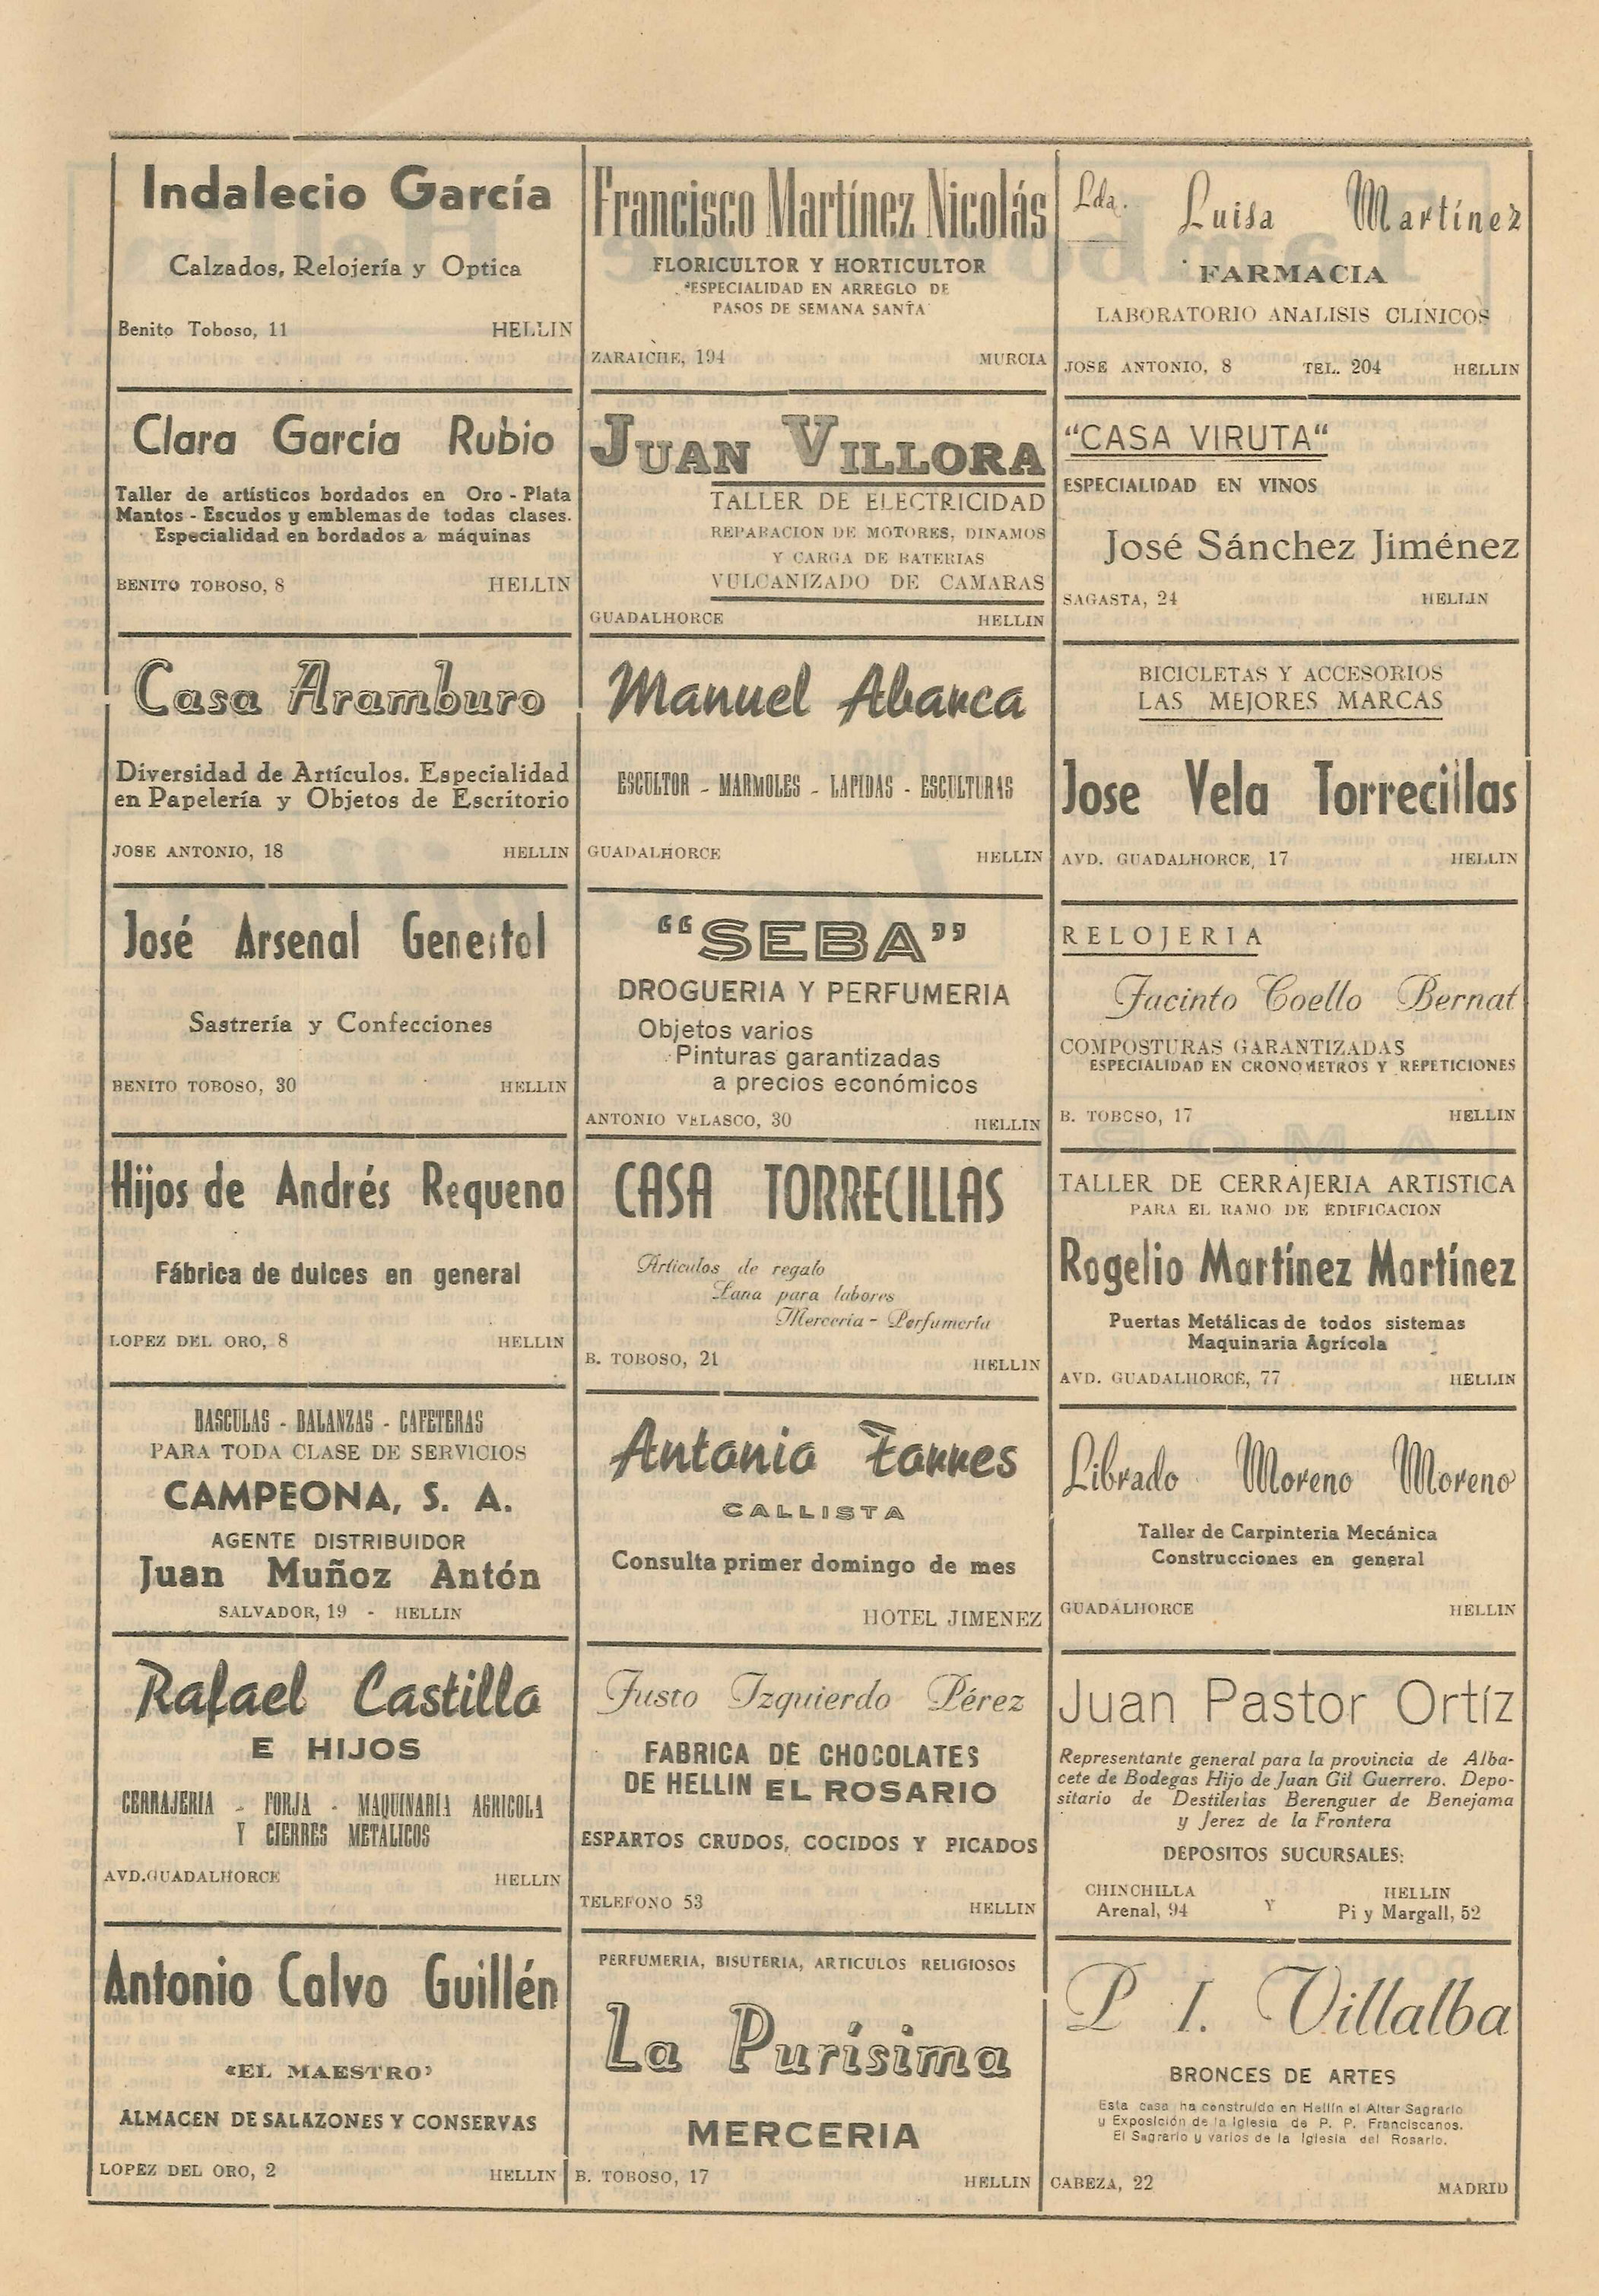 Indalecio García
Calzados, Relojería y Optica
Benito Toboso, 11 HELLIN
Clara García Rubio
Taller de artísticos bordados en Oro - Plata
Mantos - Escudos y emblemas de todas clases.
Especialidad en bordados a máquinas
BENITO TOBOSO, 8 HELLIN
Casa Aramburo
Diversidad de Artículos. Especialidad
en Papelería y Objetos de Escritorio
JOSE ANTONIO, 18 HELLIN
José Arsenal Genestol
Sastrería y Confecciones
BENITO TOBOSO, 30 HELLIN
Hijos de Andrés Requena
Fábrica de dulces en general
LOPEZ DEL ORO, 8 HELLIN
BASCULAS - BALANZAS - CAFETERAS
PARA TODA CLASE DE SERVICIOS
CAMPEONA, S. A.
AGENTE DISTRIBUIDOR
Juan Muñoz Antón
SALVADOR, 19 - HELLIN
Rafael Castillo
E HIJOS
CERRAJERIA - FORJA - MAQUINARIA AGRICOLA
Y CIERRES METALICOS
AVD. GUADALHORCE HELLIN
Antonio Calvo Guillén
«EL MAESTRO»
ALMACEN DE SALAZONES Y CONSERVAS
LOPEZ DEL ORO, 2 HELLIN
Francisco Martínez Nicolás
FLORICULTOR Y HORTICULTOR
ESPECIALIDAD EN ARREGLO DE
PASOS DE SEMANA SANTA
ZARAICHE, 194 MURCIA
JUAN VILLORA
TALLER DE ELECTRICIDAD
REPARACION DE MOTORES, DINAMOS
Y CARGA DE BATERIAS
VULCANIZADO DE CAMARAS
GUADALHORCE HELLIN
Manuel Abarca
ESCULTOR - MARMOLES - LAPIDAS - ESCULTURAS
GUADALHORCE HELLIN
"SEBA"
DROGUERIA Y PERFUMERIA
Objetos varios
Pinturas garantizadas
a precios económicos
ANTONIO VELASCO, 30 HELLIN
CASA TORRECILLAS
Artículos de regalo
Lana para labores
Mercería - Perfumería
B. TOBOSO, 21 HELLIN
Antonio Torres
CALLISTA
Consulta primer domingo de mes
HOTEL JIMENEZ
Justo Izquierdo Pérez
FABRICA DE CHOCOLATES
DE HELLIN EL ROSARIO
ESPARTOS CRUDOS, COCIDOS Y PICADOS
TELEFONO 53 HELLIN
PERFUMERIA, BISUTERIA, ARTICULOS RELIGIOSOS
La Purísima
MERCERIA
B. TOBOSO, 17 HELLIN
Lda. Luisa Martínez
FARMACIA
LABORATORIO ANALISIS CLINICOS
JOSE ANTONIO, 8 TEL. 204 HELLIN
"CASA VIRUTA"
ESPECIALIDAD EN VINOS
José Sánchez Jiménez
SAGASTA, 24 HELLIN
BICICLETAS Y ACCESORIOS
LAS MEJORES MARCAS
Jose Vela Torrecillas
AVD. GUADALHORCE, 17 HELLIN
RELOJERIA
Jacinto Coello Bernat
COMPOSTURAS GARANTIZADAS
ESPECIALIDAD EN CRONOMETROS Y REPETICIONES
B. TOBOSO, 17 HELLIN
TALLER DE CERRAJERIA ARTISTICA
PARA EL RAMO DE EDIFICACION
Rogelio Martínez Martínez
Puertas Metálicas de todos sistemas
Maquinaria Agrícola
AVD. GUADALHORCE, 77 HELLIN
Librado Moreno Moreno
Taller de Carpinteria Mecánica
Construcciones en general
GUADALHORCE HELLIN
Juan Pastor Ortíz
Representante general para la provincia de Alba-
cete de Bodegas Hijo de Juan Gil Guerrero. Depo-
sitario de Destilerias Berenguer de Benejama
y Jerez de la Frontera
DEPOSITOS SUCURSALES:
CHINCHILLA Y HELLIN
Arenal, 94 Pi y Margall, 52
P. I. Villalba
BRONCES DE ARTES
Esta casa ha construído en Hellín el Altar Sagrario
y Exposición de la Iglesia de P. P. Franciscanos.
El Sagrario y varios de la Iglesia del Rosario.
CABEZA, 22 MADRID